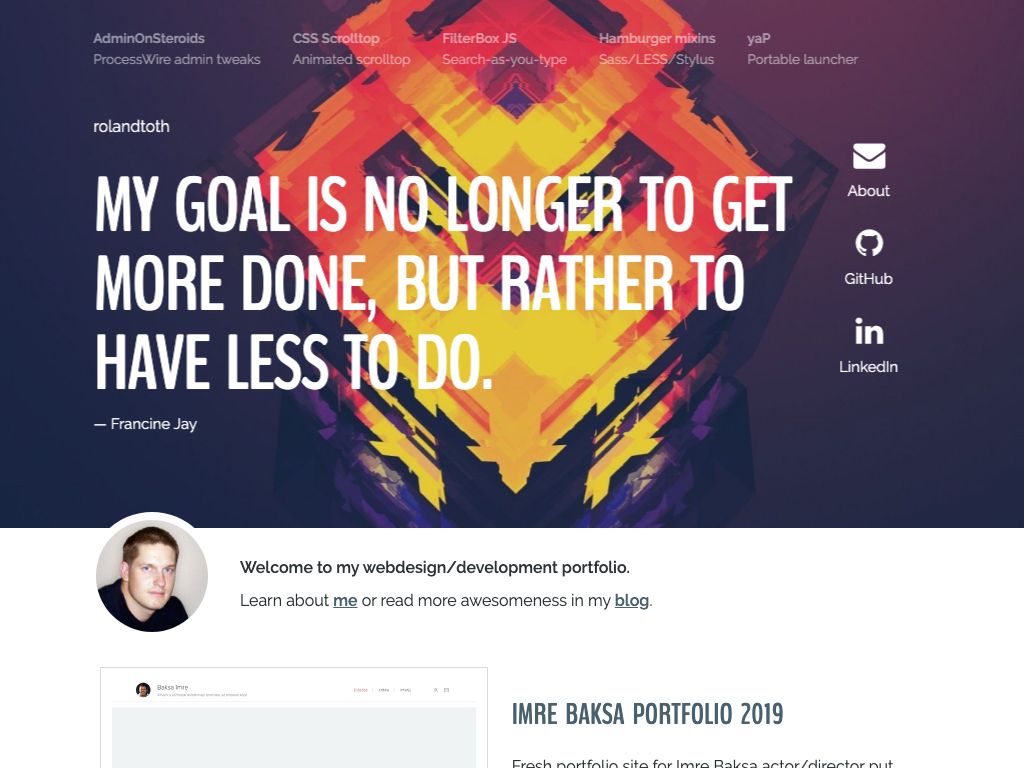 AdminOnSteroids
ProcessWire admin tweaks
CSS Scrolltop
Animated scrolltop
FilterBox JS
Search-as-you-type
Hamburger mixins
Sass/LESS/Stylus
yaP
Portable launcher
rolandtoth
MY GOAL IS NO LONGER TO GET
MORE DONE, BUT RATHER TO
HAVE LESS TO DO.
— Francine Jay
About
GitHub
LinkedIn
Welcome to my webdesign/development portfolio.
Learn about me or read more awesomeness in my blog.
Baksa Imre
IMRE BAKSA PORTFOLIO 2019
Fresh portfolio site for Imre Baksa actor/director put